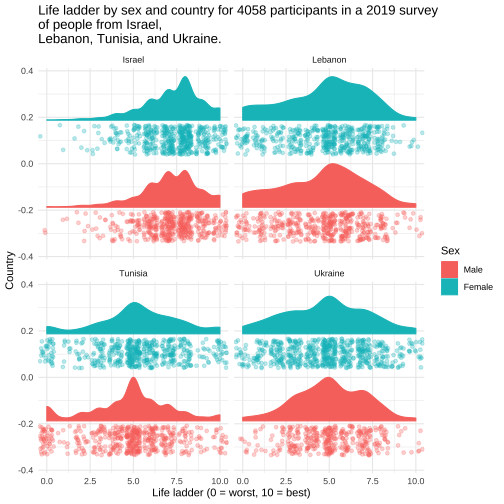 Life ladder by sex and country for 4058 participants in a 2019 survey
of people from Israel,
Lebanon, Tunisia, and Ukraine.
Israel Lebanon
0.4
0.2
0.0
-0.2
-0.4
Country
Sex
Male
Female
Tunisia Ukraine
0.4
0.2
0.0
-0.2
-0.4
0.0 2.5 5.0 7.5 10.0 0.0 2.5 5.0 7.5 10.0
Life ladder (0 = worst, 10 = best)